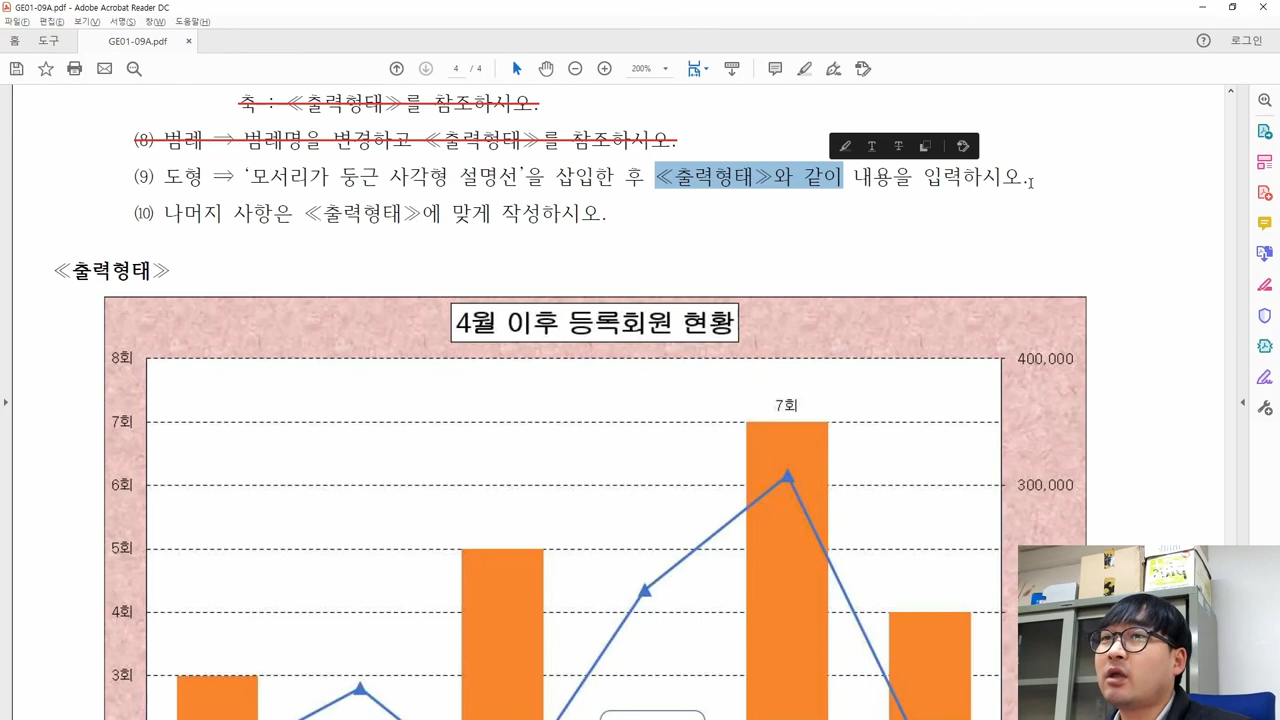 GE01-09A.pdf - Adobe Acrobat Reader DC
파일(F) 편집(E) 보기(V) 서명(S) 창(W) 도움말(H)
홈 도구 GE01-09A.pdf × 로그인
4 / 4 200%
축 : ≪출력형태≫를 참조하시오.
(8) 범례 ⇒ 범례명을 변경하고 ≪출력형태≫를 참조하시오.
(9) 도형 ⇒ ‘모서리가 둥근 사각형 설명선’을 삽입한 후 ≪출력형태≫와 같이 내용을 입력하시오.
(10) 나머지 사항은 ≪출력형태≫에 맞게 작성하시오.
≪출력형태≫
4월 이후 등록회원 현황
8회 400,000
7회
7회
6회 300,000
5회
4회
3회